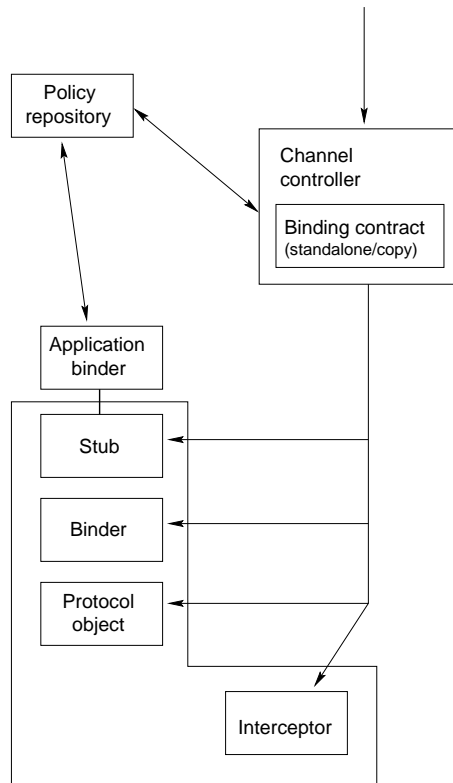 Policy
repository
Channel
controller
Binding contract
(standalone/copy)
Application
binder
Stub
Binder
Protocol
object
Interceptor